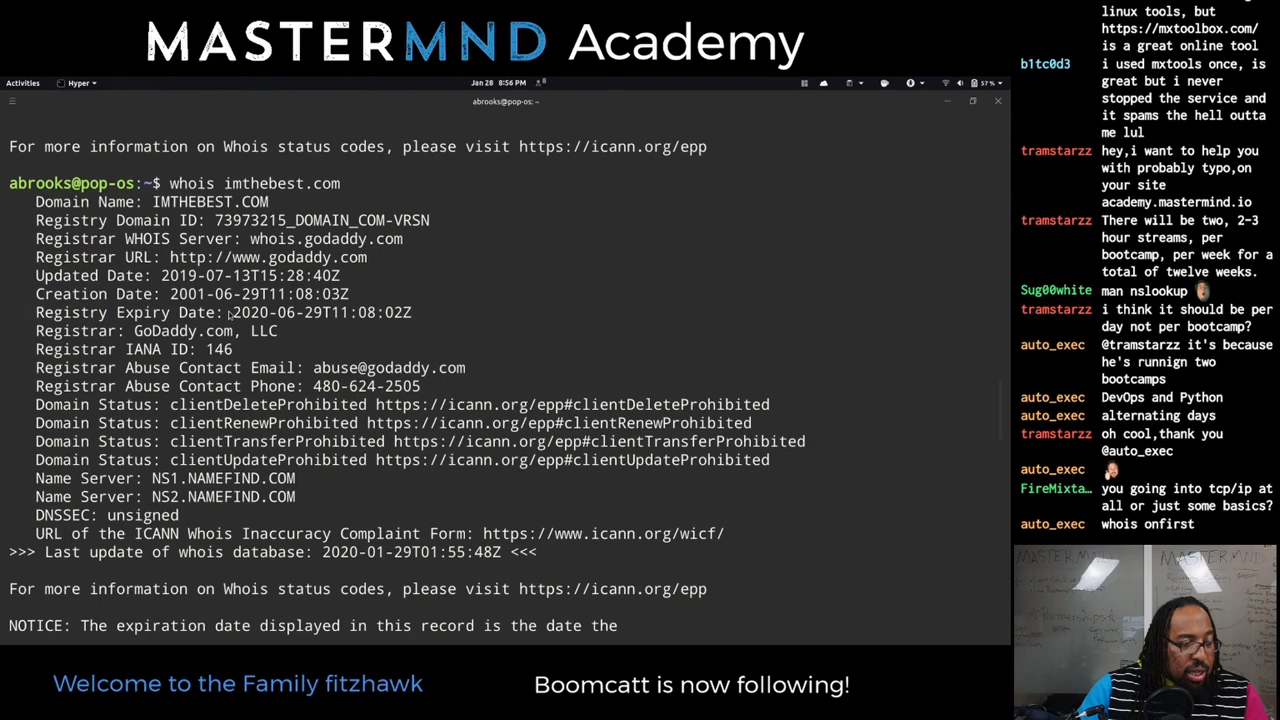 MASTERMND Academy
Activities
Hyper
Jan 28 8:56 PM
8
57 %
abrooks@pop-os: ~
For more information on Whois status codes, please visit https://icann.org/epp
abrooks@pop-os:~$ whois imthebest.com
Domain Name: IMTHEBEST.COM
Registry Domain ID: 73973215_DOMAIN_COM-VRSN
Registrar WHOIS Server: whois.godaddy.com
Registrar URL: http://www.godaddy.com
Updated Date: 2019-07-13T15:28:40Z
Creation Date: 2001-06-29T11:08:03Z
Registry Expiry Date: 2020-06-29T11:08:02Z
Registrar: GoDaddy.com, LLC
Registrar IANA ID: 146
Registrar Abuse Contact Email: abuse@godaddy.com
Registrar Abuse Contact Phone: 480-624-2505
Domain Status: clientDeleteProhibited https://icann.org/epp#clientDeleteProhibited
Domain Status: clientRenewProhibited https://icann.org/epp#clientRenewProhibited
Domain Status: clientTransferProhibited https://icann.org/epp#clientTransferProhibited
Domain Status: clientUpdateProhibited https://icann.org/epp#clientUpdateProhibited
Name Server: NS1.NAMEFIND.COM
Name Server: NS2.NAMEFIND.COM
DNSSEC: unsigned
URL of the ICANN Whois Inaccuracy Complaint Form: https://www.icann.org/wicf/
>>> Last update of whois database: 2020-01-29T01:55:48Z <<<
For more information on Whois status codes, please visit https://icann.org/epp
NOTICE: The expiration date displayed in this record is the date the
linux tools, but
https://mxtoolbox.com/
is a great online tool
b1tc0d3 i used mxtools once, is
great but i never
stopped the service and
it spams the hell outta
me lul
tramstarzz hey,i want to help you
with probably typo,on
your site
academy.mastermind.io
tramstarzz There will be two, 2-3
hour streams, per
bootcamp, per week for a
total of twelve weeks.
Sug00white man nslookup
tramstarzz i think it should be per
day not per bootcamp?
auto_exec @tramstarzz it's because
he's runnign two
bootcamps
auto_exec DevOps and Python
auto_exec alternating days
tramstarzz oh cool,thank you
@auto_exec
auto_exec
FireMixta… you going into tcp/ip at
all or just some basics?
auto_exec whois onfirst
MASTERMND
MASTERMND
Welcome to the Family fitzhawk
Boomcatt is now following!